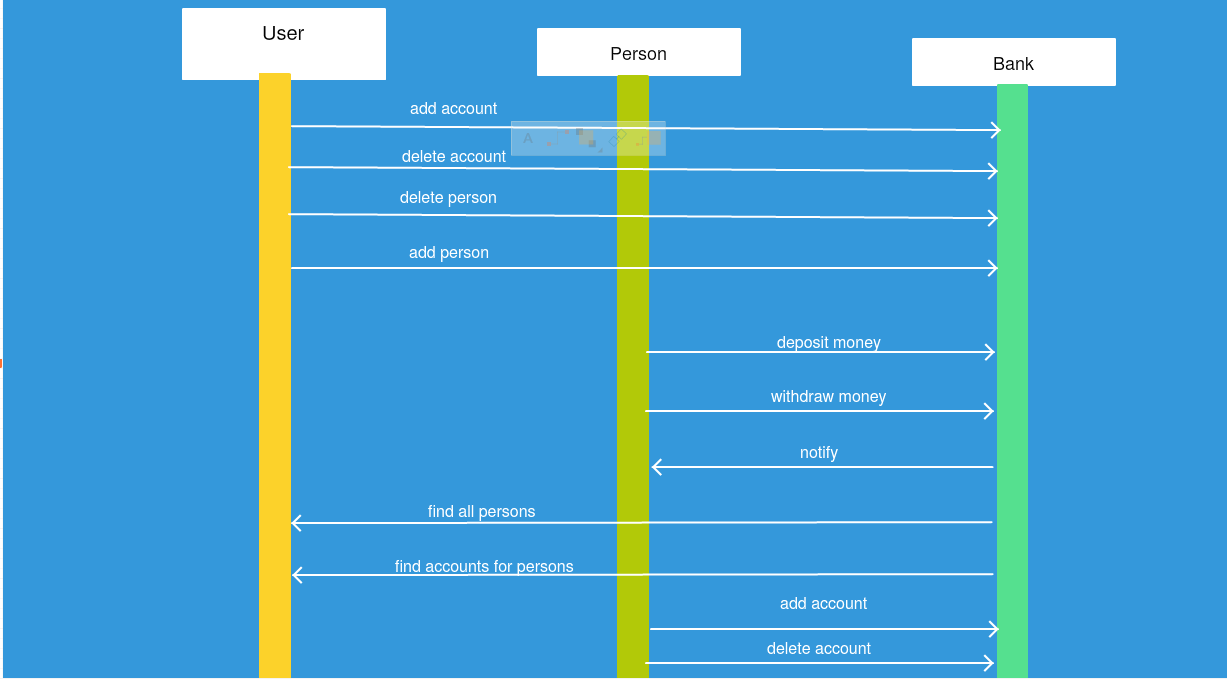 User
Person
Bank
add account
A
delete account
delete person
add person
deposit money
withdraw money
notify
find all persons
find accounts for persons
add account
delete account